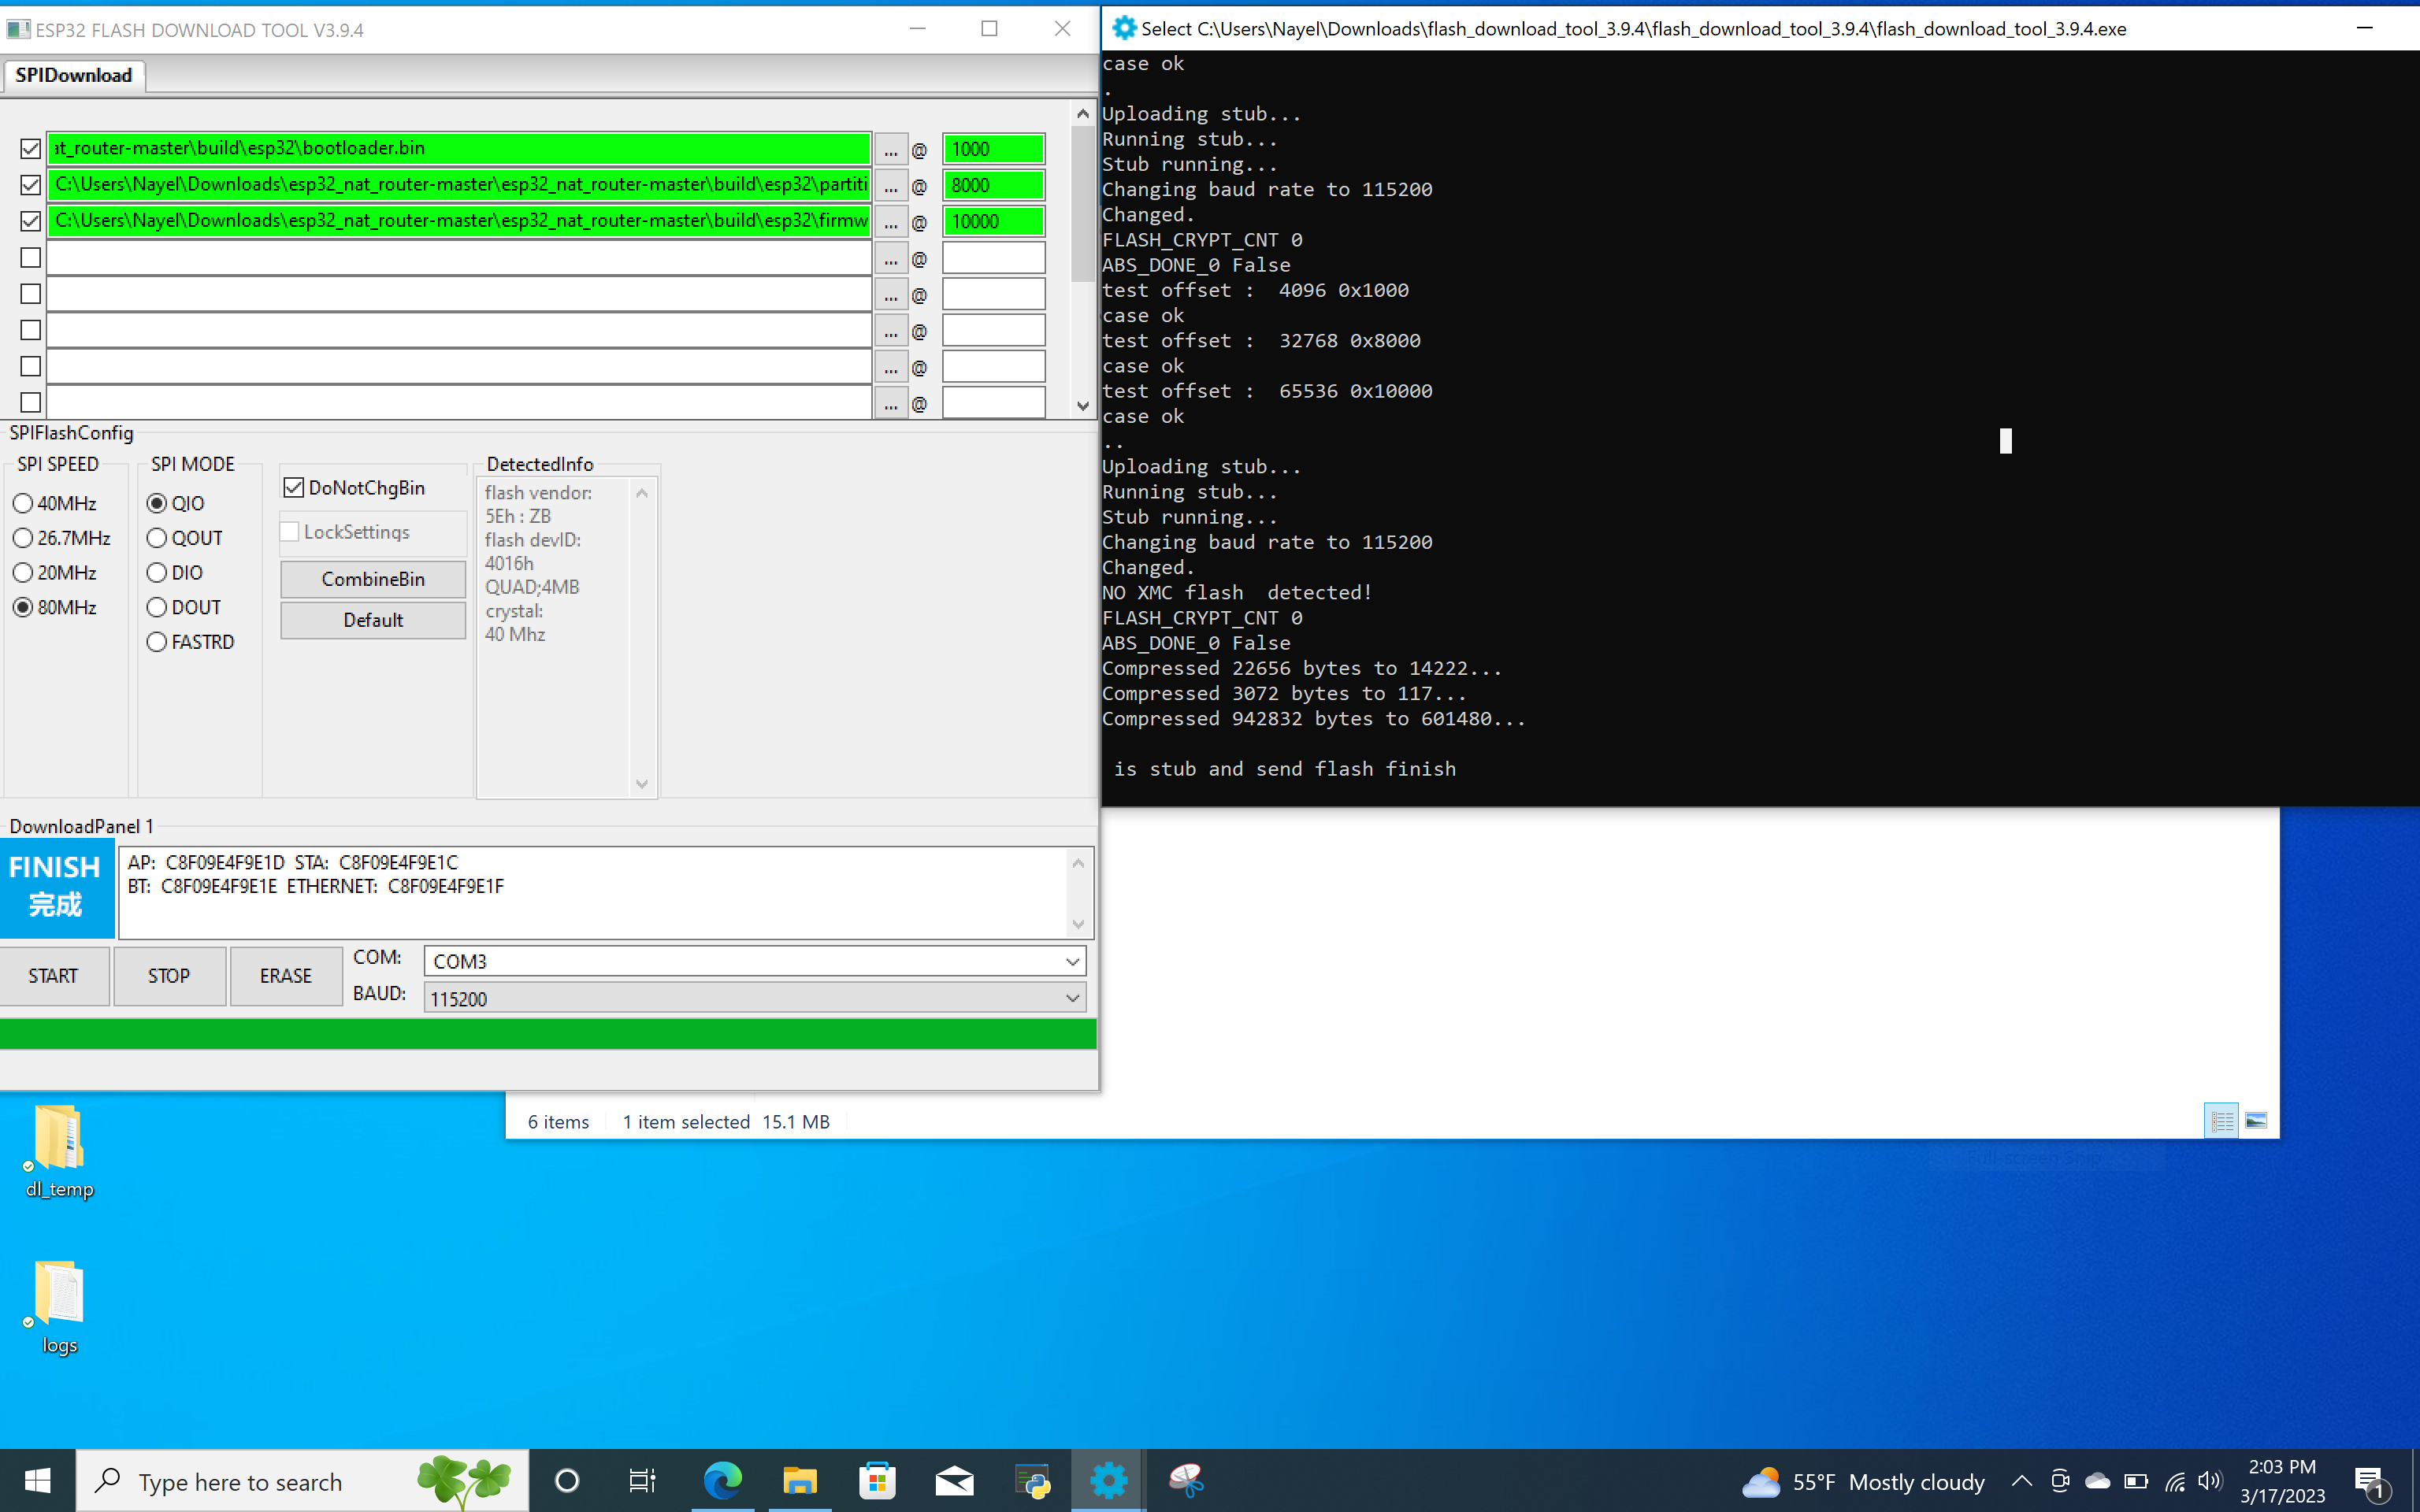 ESP32 FLASH DOWNLOAD TOOL V3.9.4
SPIDownload
at_router-master\build\esp32\bootloader.bin ... @ 1000
C:\Users\Nayel\Downloads\esp32_nat_router-master\esp32_nat_router-master\build\esp32\partiti ... @ 8000
C:\Users\Nayel\Downloads\esp32_nat_router-master\esp32_nat_router-master\build\esp32\firmw ... @ 10000
... @
... @
... @
... @
... @
SPIFlashConfig
SPI SPEED
40MHz
26.7MHz
20MHz
80MHz
SPI MODE
QIO
QOUT
DIO
DOUT
FASTRD
DoNotChgBin
LockSettings
CombineBin
Default
DetectedInfo
flash vendor:
5Eh : ZB
flash devID:
4016h
QUAD;4MB
crystal:
40 Mhz
DownloadPanel 1
FINISH
完成
AP: C8F09E4F9E1D STA: C8F09E4F9E1C
BT: C8F09E4F9E1E ETHERNET: C8F09E4F9E1F
START
STOP
ERASE
COM:
COM3
BAUD:
115200
Select C:\Users\Nayel\Downloads\flash_download_tool_3.9.4\flash_download_tool_3.9.4\flash_download_tool_3.9.4.exe
case ok
.
Uploading stub...
Running stub...
Stub running...
Changing baud rate to 115200
Changed.
FLASH_CRYPT_CNT 0
ABS_DONE_0 False
test offset :  4096 0x1000
case ok
test offset :  32768 0x8000
case ok
test offset :  65536 0x10000
case ok
..
Uploading stub...
Running stub...
Stub running...
Changing baud rate to 115200
Changed.
NO XMC flash  detected!
FLASH_CRYPT_CNT 0
ABS_DONE_0 False
Compressed 22656 bytes to 14222...
Compressed 3072 bytes to 117...
Compressed 942832 bytes to 601480...
is stub and send flash finish
6 items
1 item selected 15.1 MB
Full-screen Snip
dl_temp
logs
Type here to search
55°F Mostly cloudy
2:03 PM
3/17/2023
1